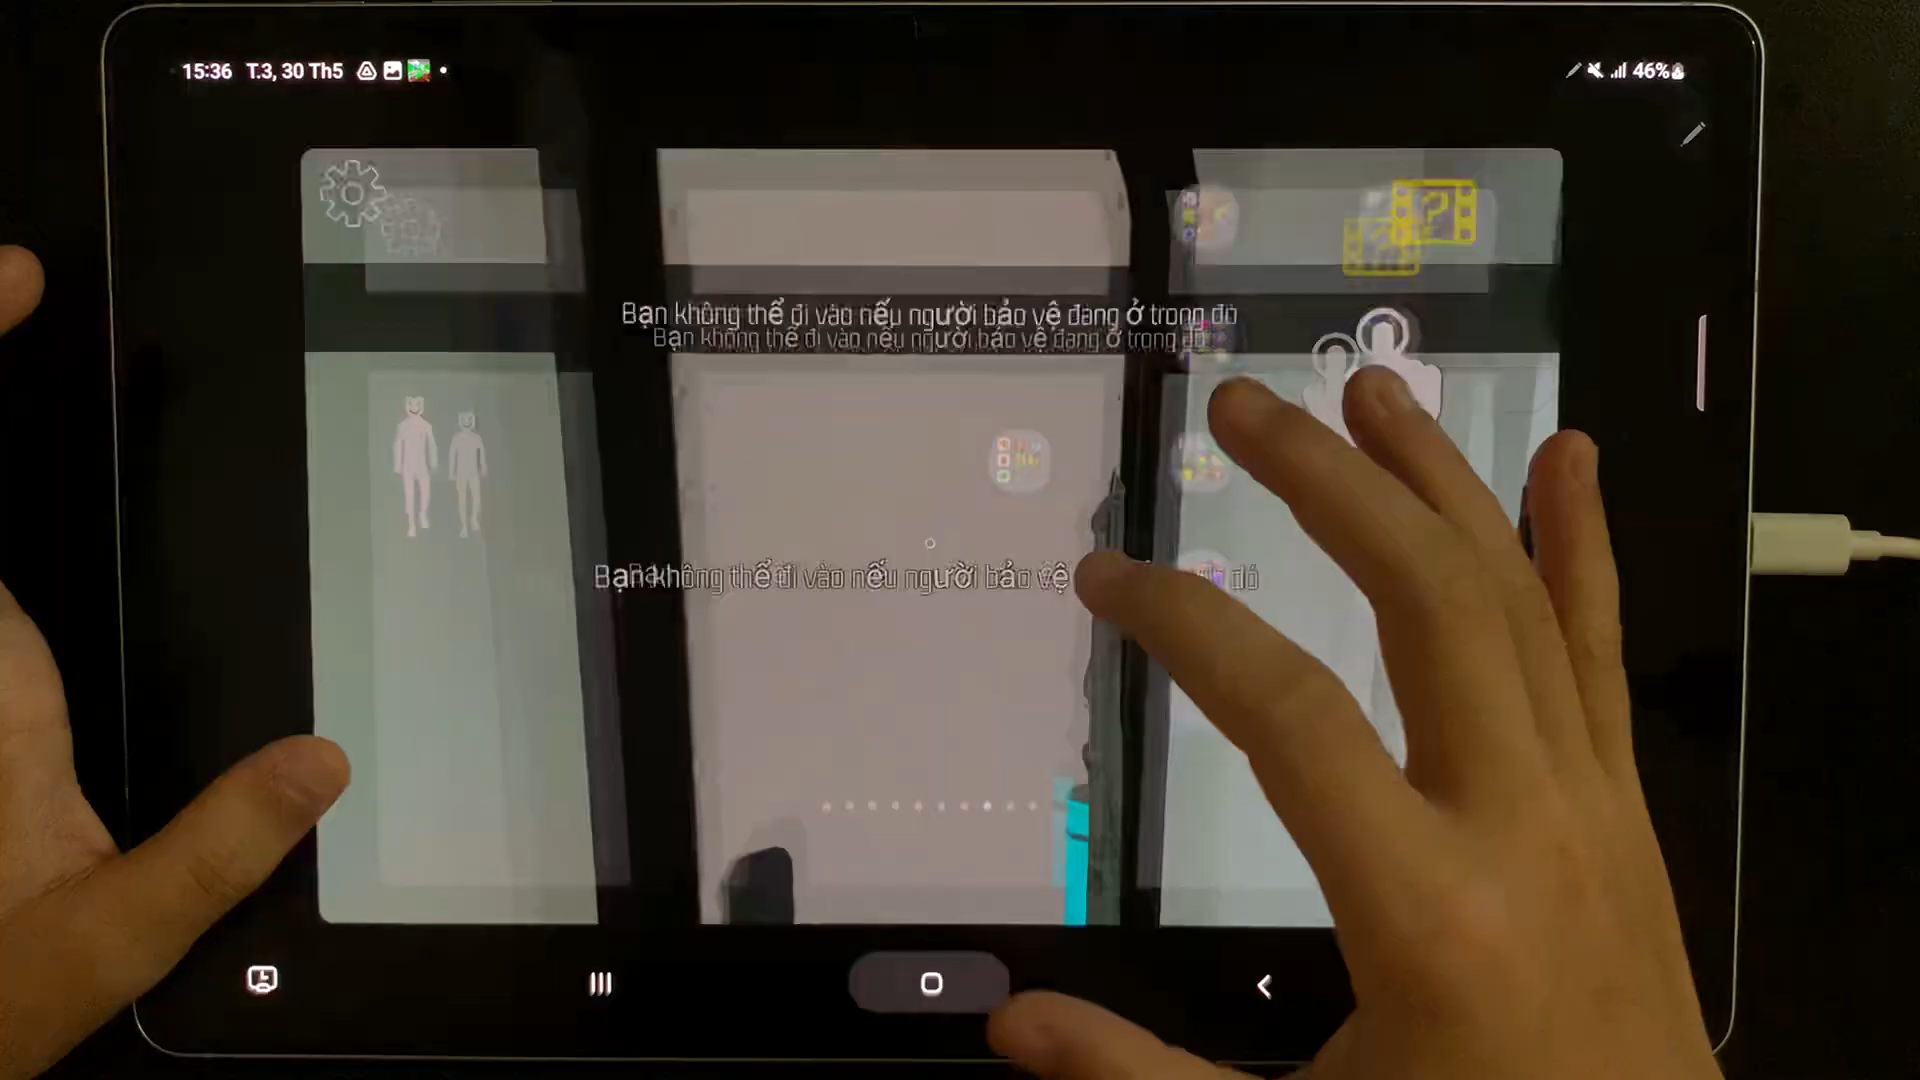 15:36 T.3, 30 Th5
46%
?
Bạn không thể đi vào nếu người bảo vệ đang ở trong đó
Bạn không thể đi vào nếu người bảo vệ đang ở trong đó
Bạn không thể đi vào nếu người bảo vệ đó